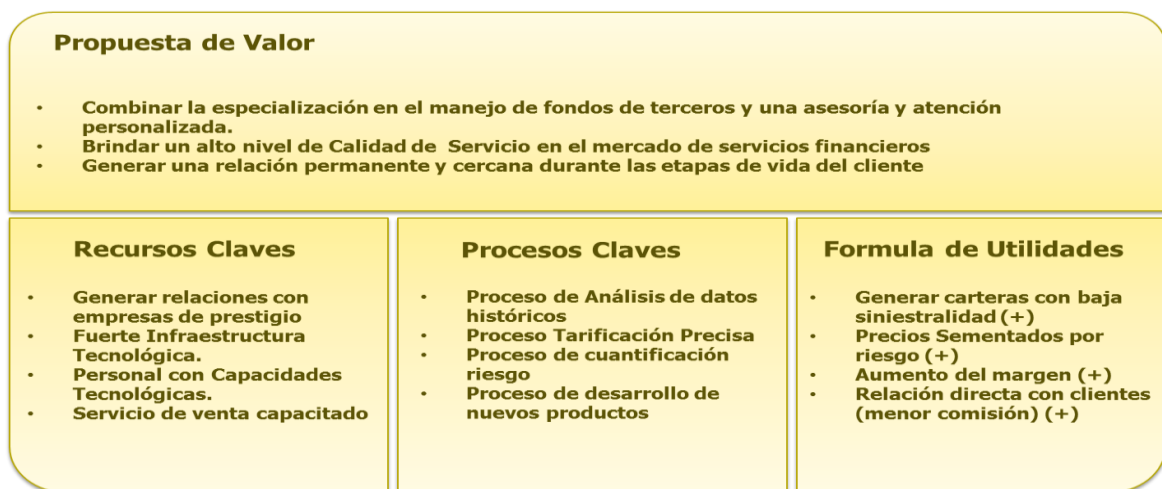 Propuesta de Valor
• Combinar la especialización en el manejo de fondos de terceros y una asesoría y atención
personalizada.
• Brindar un alto nivel de Calidad de Servicio en el mercado de servicios financieros
• Generar una relación permanente y cercana durante las etapas de vida del cliente
Recursos Claves
• Generar relaciones con
empresas de prestigio
• Fuerte Infraestructura
Tecnológica.
• Personal con Capacidades
Tecnológicas.
• Servicio de venta capacitado
Procesos Claves
• Proceso de Análisis de datos
históricos
• Proceso Tarificación Precisa
• Proceso de cuantificación
riesgo
• Proceso de desarrollo de
nuevos productos
Formula de Utilidades
• Generar carteras con baja
siniestralidad (+)
• Precios Sementados por
riesgo (+)
• Aumento del margen (+)
• Relación directa con clientes
(menor comisión) (+)